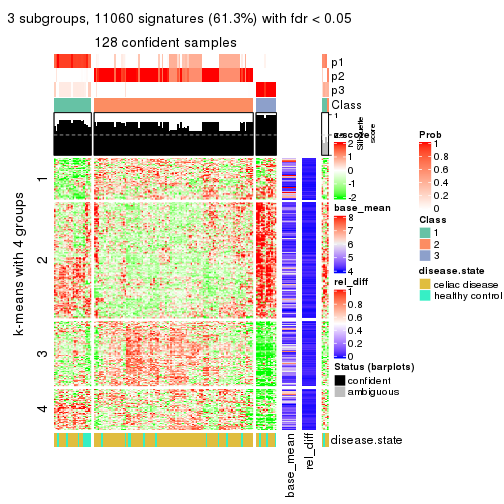 3 subgroups, 11060 signatures (61.3%) with fdr < 0.05
128 confident samples
p1
p2
p3
Class
1
Silhouette
score
z-score
2
1
0
-1
-2
base_mean
8
7
6
5
4
rel_diff
1
0.8
0.6
0.4
0.2
0
Status (barplots)
confident
ambiguous
Prob
1
0.8
0.6
0.4
0.2
0
Class
1
2
3
disease.state
celiac disease
healthy control
k-means with 4 groups
1
2
3
4
disease.state
base_mean
rel_diff